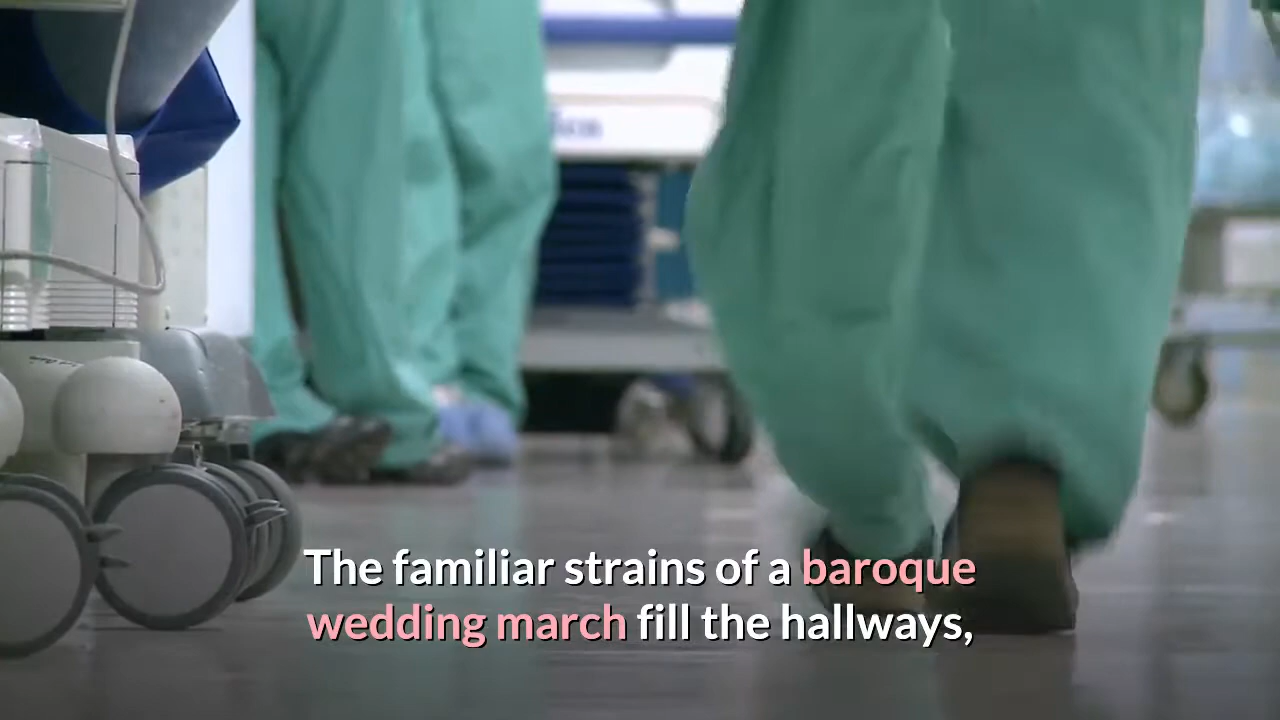 The familiar strains of a baroque
wedding march fill the hallways,